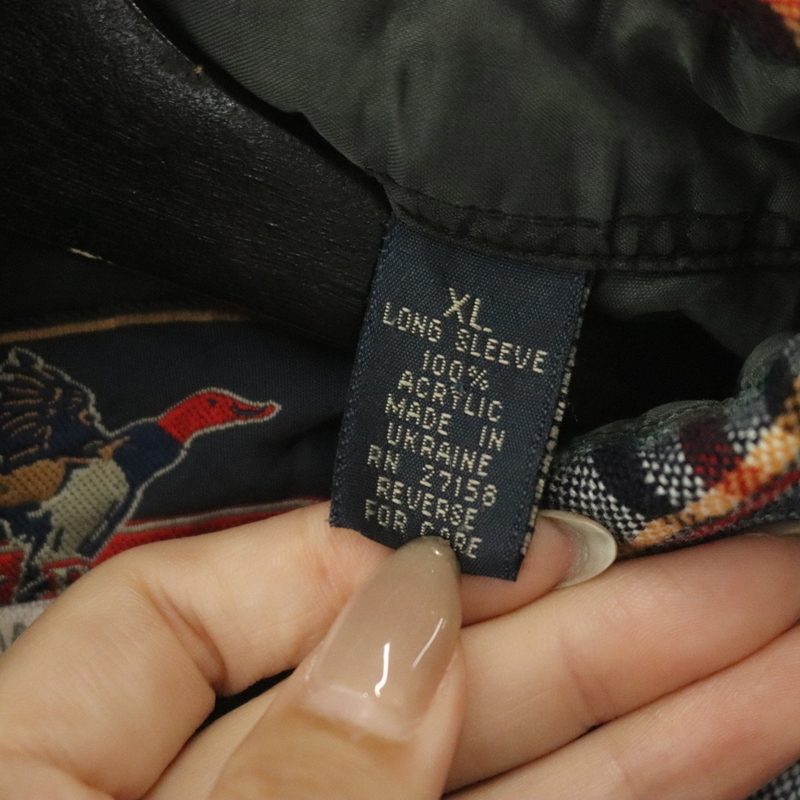 XL
LONG SLEEVE
100%
ACRYLIC
MADE IN
UKRAINE
RN 27158
REVERSE
FOR CARE